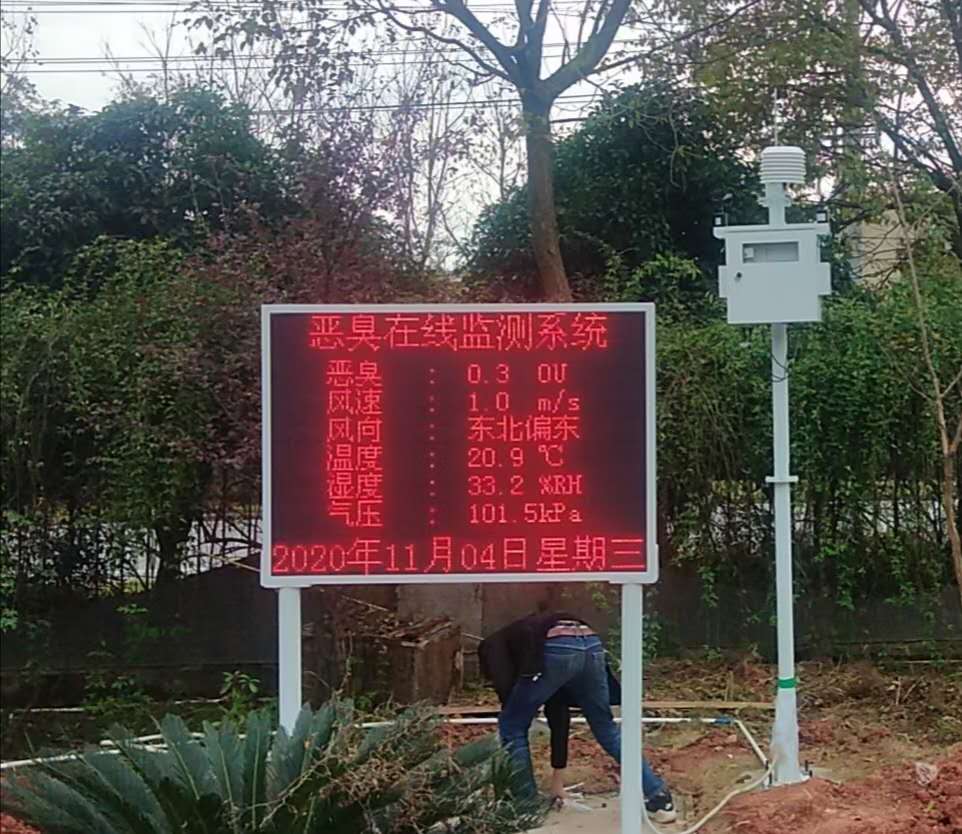 恶臭在线监测系统
恶臭 : 0.3 OU
风速 : 1.0 m/s
风向 : 东北偏东
温度 : 20.9 ℃
湿度 : 33.2 %RH
气压 : 101.5kPa
2020年11月04日星期三